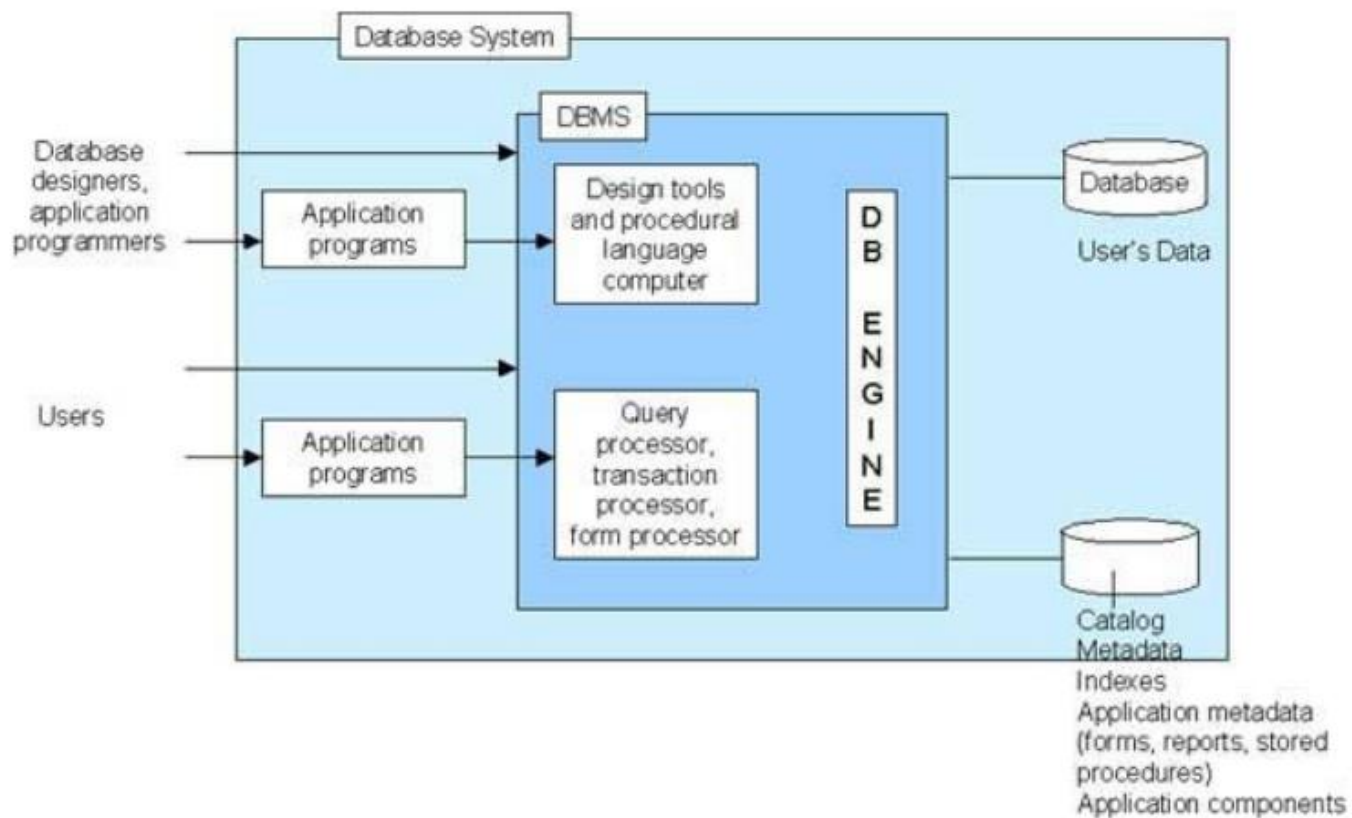 Database System
DBMS
Database
designers,
application
programmers
Application
programs
Design tools
and procedural
language
computer
D
B
E
N
G
I
N
E
Database
User's Data
Users
Application
programs
Query
processor,
transaction
processor,
form processor
Catalog
Metadata
Indexes
Application metadata
(forms, reports, stored
procedures)
Application components